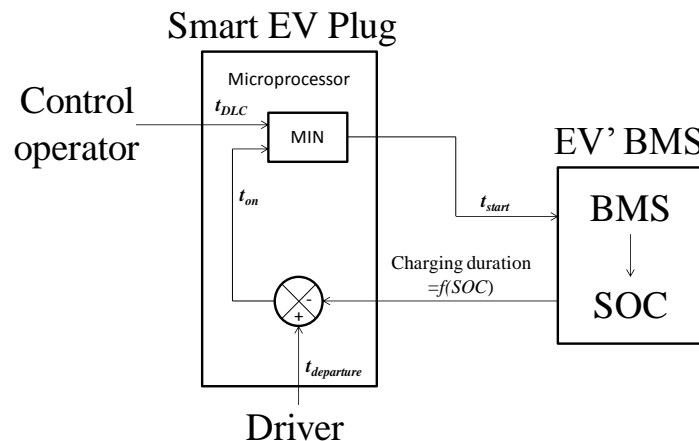 Smart EV Plug
Microprocessor
Control
operator
t_DLC
MIN
EV' BMS
BMS
t_on
t_start
Charging duration
=f(SOC)
SOC
-
+
t_departure
Driver